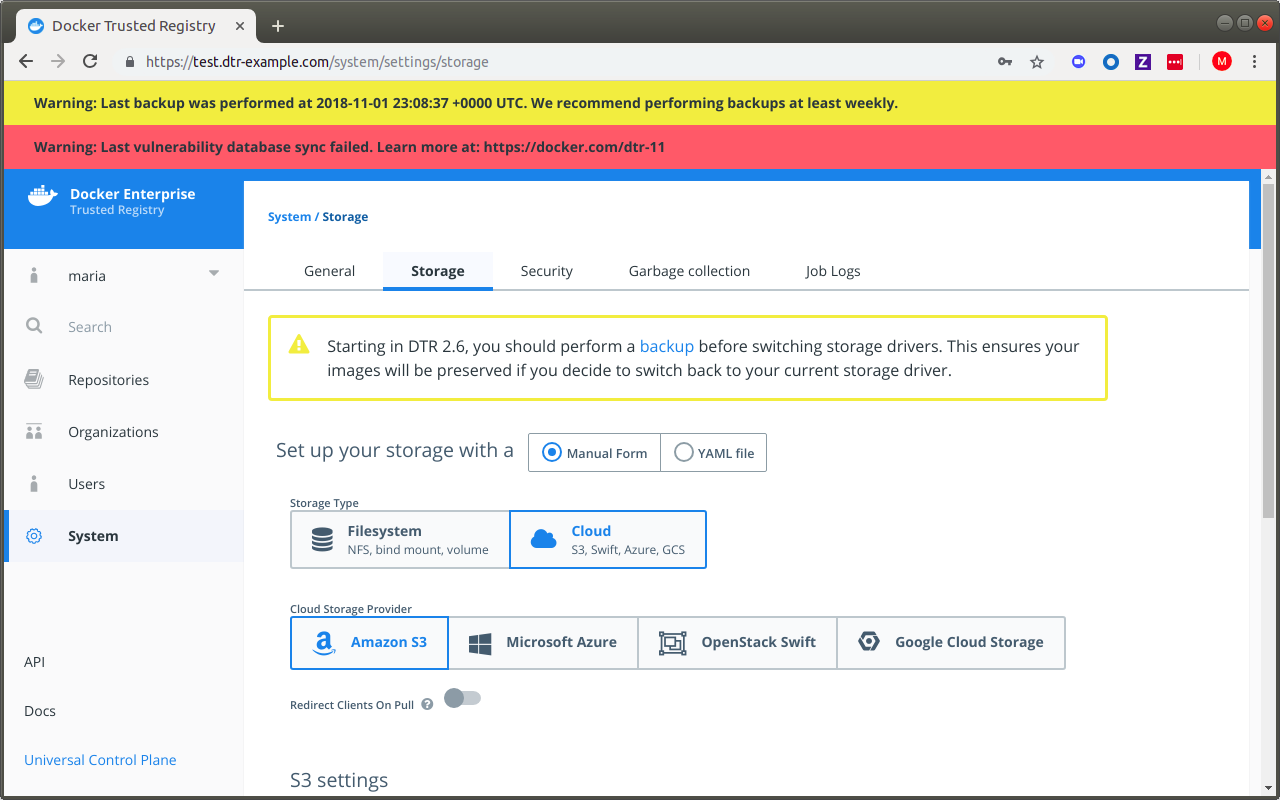 Docker Trusted Registry
https://test.dtr-example.com/system/settings/storage
Z
M
Warning: Last backup was performed at 2018-11-01 23:08:37 +0000 UTC. We recommend performing backups at least weekly.
Warning: Last vulnerability database sync failed. Learn more at: https://docker.com/dtr-11
Docker Enterprise
Trusted Registry
maria
Search
Repositories
Organizations
Users
System
API
Docs
Universal Control Plane
System / Storage
General Storage Security Garbage collection Job Logs
Starting in DTR 2.6, you should perform a backup before switching storage drivers. This ensures your
images will be preserved if you decide to switch back to your current storage driver.
Set up your storage with a Manual Form YAML file
Storage Type
Filesystem
NFS, bind mount, volume
Cloud
S3, Swift, Azure, GCS
Cloud Storage Provider
Amazon S3 Microsoft Azure OpenStack Swift Google Cloud Storage
Redirect Clients On Pull ?
S3 settings